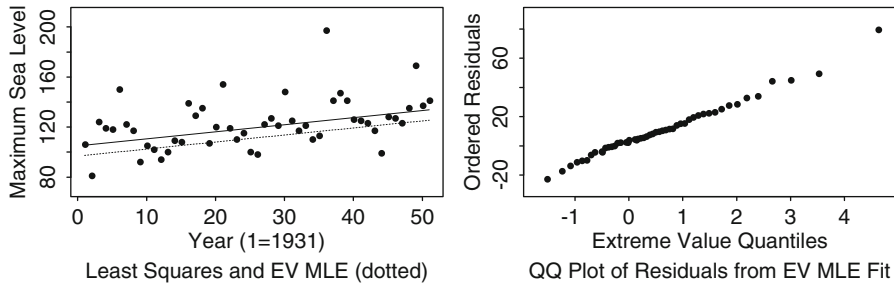 Maximum Sea Level
200
160
120
80
0 10 20 30 40 50
Year (1=1931)
Least Squares and EV MLE (dotted)
Ordered Residuals
60
20
-20
-1 0 1 2 3 4
Extreme Value Quantiles
QQ Plot of Residuals from EV MLE Fit